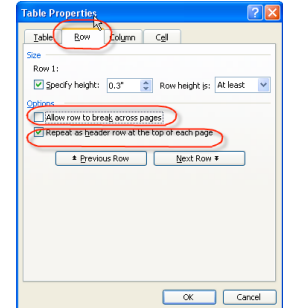 Table Properties
Table Row Column Cell
Size
Row 1:
Specify height: 0.3" Row height is: At least
Options
Allow row to break across pages
Repeat as header row at the top of each page
Previous Row Next Row
OK Cancel